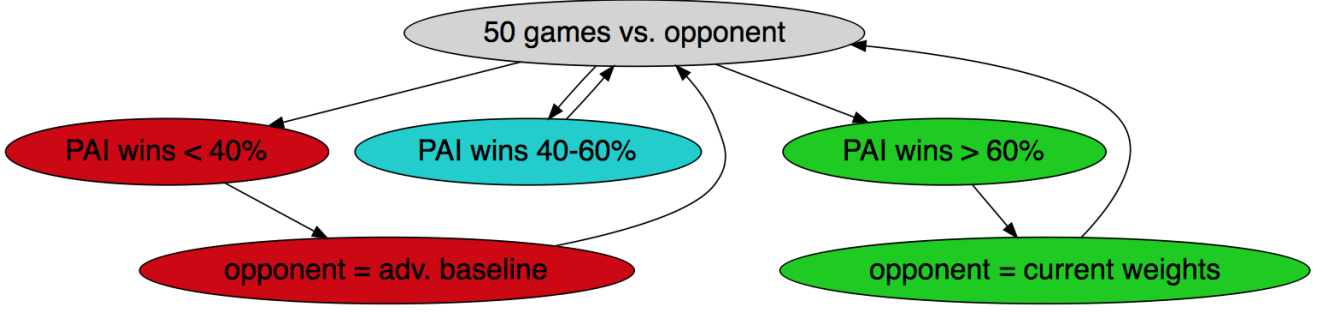 50 games vs. opponent
PAI wins < 40%
PAI wins 40-60%
PAI wins > 60%
opponent = adv. baseline
opponent = current weights